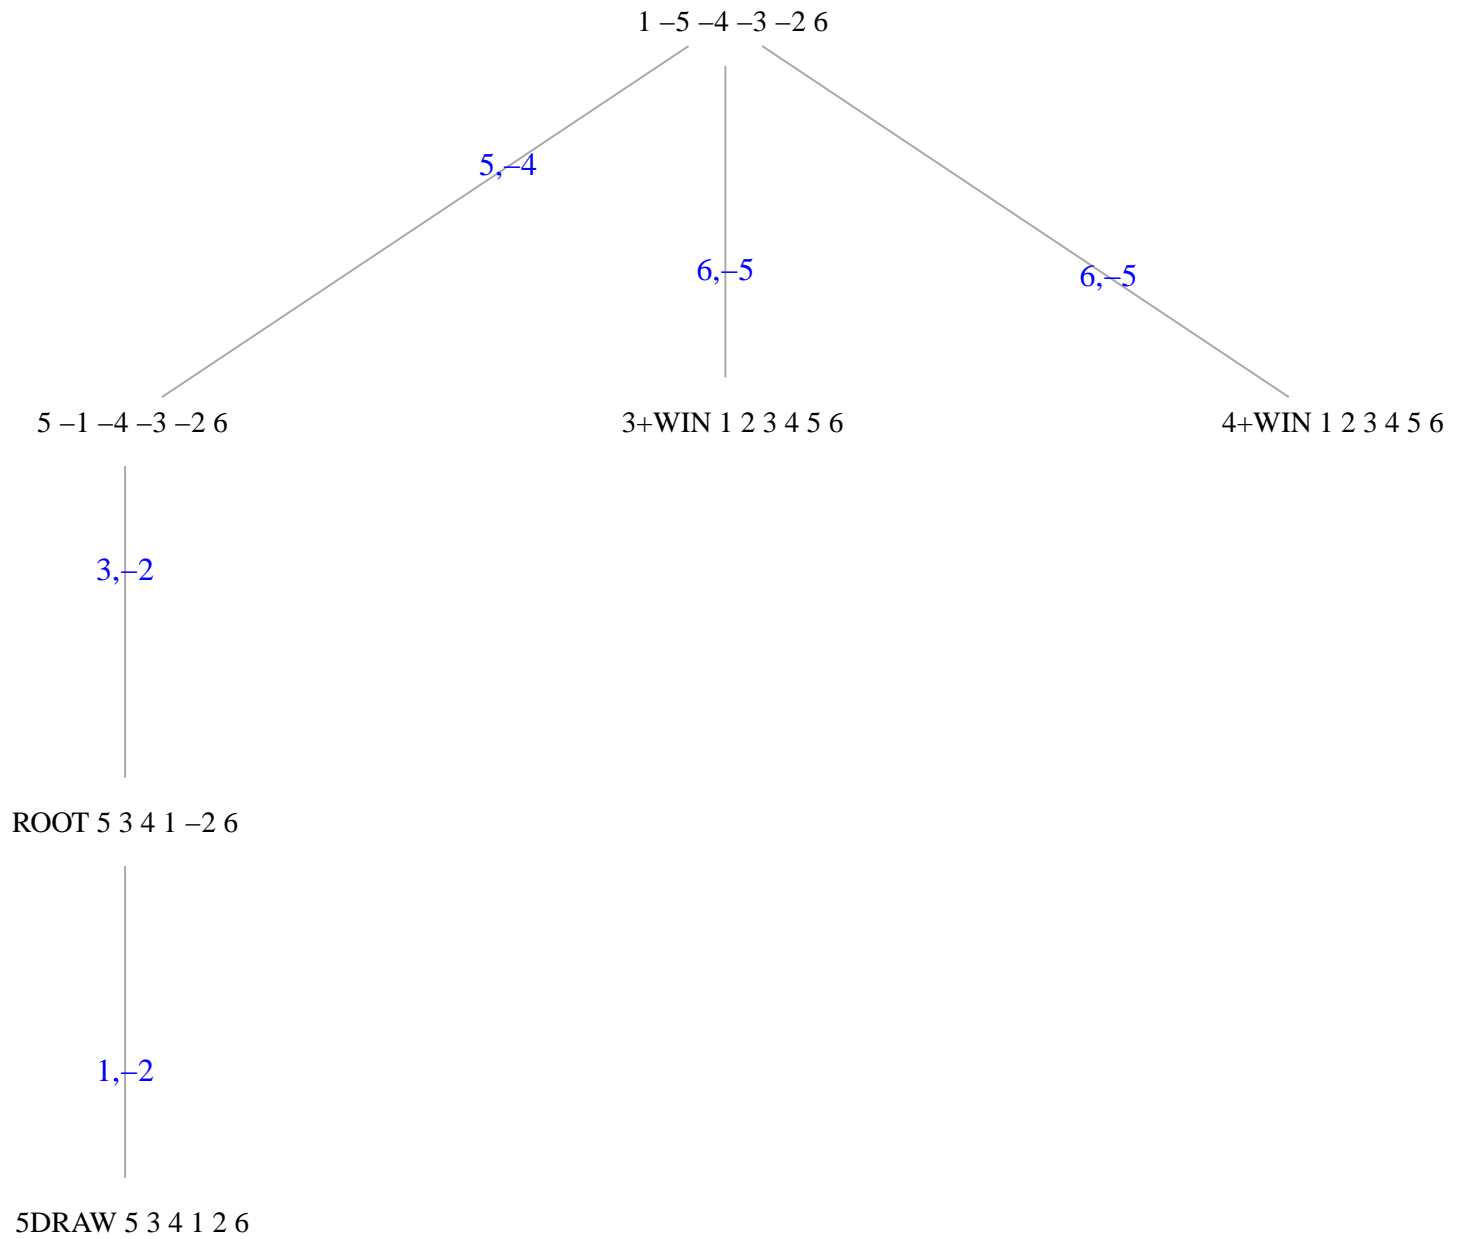 1 –5 –4 –3 –2 6
5,–4
6,–5
6,–5
5 –1 –4 –3 –2 6
3+WIN 1 2 3 4 5 6
4+WIN 1 2 3 4 5 6
3,–2
ROOT 5 3 4 1 –2 6
1,–2
5DRAW 5 3 4 1 2 6